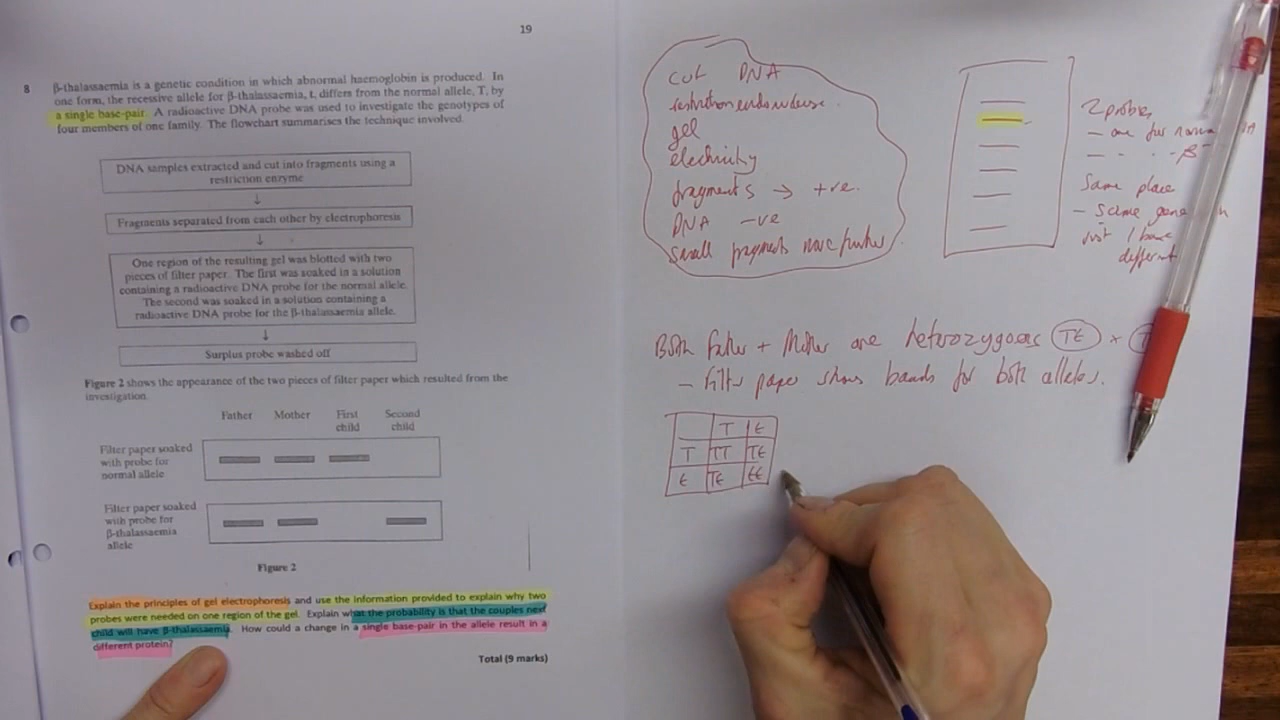 19
8
β-thalassaemia is a genetic condition in which abnormal haemoglobin is produced. In
one form, the recessive allele for β-thalassaemia, t, differs from the normal allele, T, by
a single base-pair. A radioactive DNA probe was used to investigate the genotypes of
four members of one family. The flowchart summarises the technique involved.
DNA samples extracted and cut into fragments using a
restriction enzyme
↓
Fragments separated from each other by electrophoresis
↓
One region of the resulting gel was blotted with two
pieces of filter paper. The first was soaked in a solution
containing a radioactive DNA probe for the normal allele.
The second was soaked in a solution containing a
radioactive DNA probe for the β-thalassaemia allele.
↓
Surplus probe washed off
Figure 2 shows the appearance of the two pieces of filter paper which resulted from the
investigation.
Father Mother First child Second child
Filter paper soaked
with probe for
normal allele
Filter paper soaked
with probe for
β-thalassaemia
allele
Figure 2
Explain the principles of gel electrophoresis and use the information provided to explain why two
probes were needed on one region of the gel. Explain what the probability is that the couples next
child will have β-thalassaemia. How could a change in a single base-pair in the allele result in a
different protein?
Total (9 marks)
cut DNA
restriction endonuclease.
gel
electricity
fragments → +ve.
DNA -ve
Small fragments move further
2 probes
- one for
- - - - β
Same place
- same gene
just 1 base
different
Both father + Mother are heterozygous Tt ×
- filter paper shows bands for both alleles.
T t
T TT Tt
t Tt tt